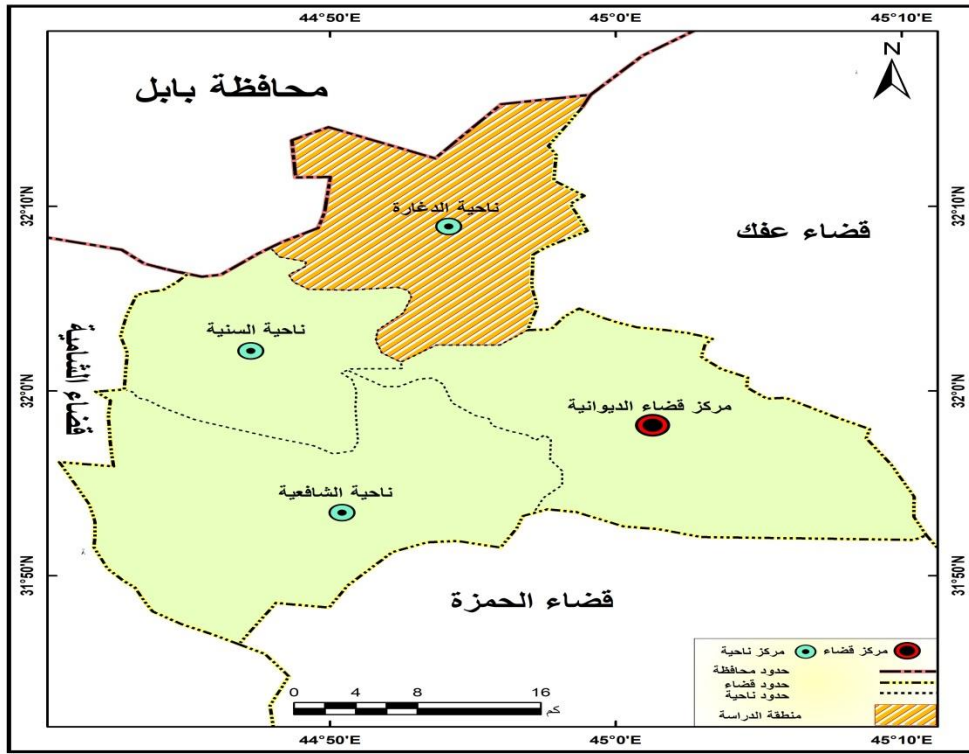 44°50'E 45°0'E 45°10'E
N
محافظة بابل
32°10'N 32°10'N
ناحية الدغارة
قضاء عفك
ناحية السنية
قضاء الشامية
32°0'N 32°0'N
مركز قضاء الديوانية
ناحية الشافعية
31°50'N 31°50'N
قضاء الحمزة
مركز قضاء مركز ناحية
حدود محافظة
حدود قضاء
حدود ناحية
منطقة الدراسة
0 4 8 16
كم
44°50'E 45°0'E 45°10'E